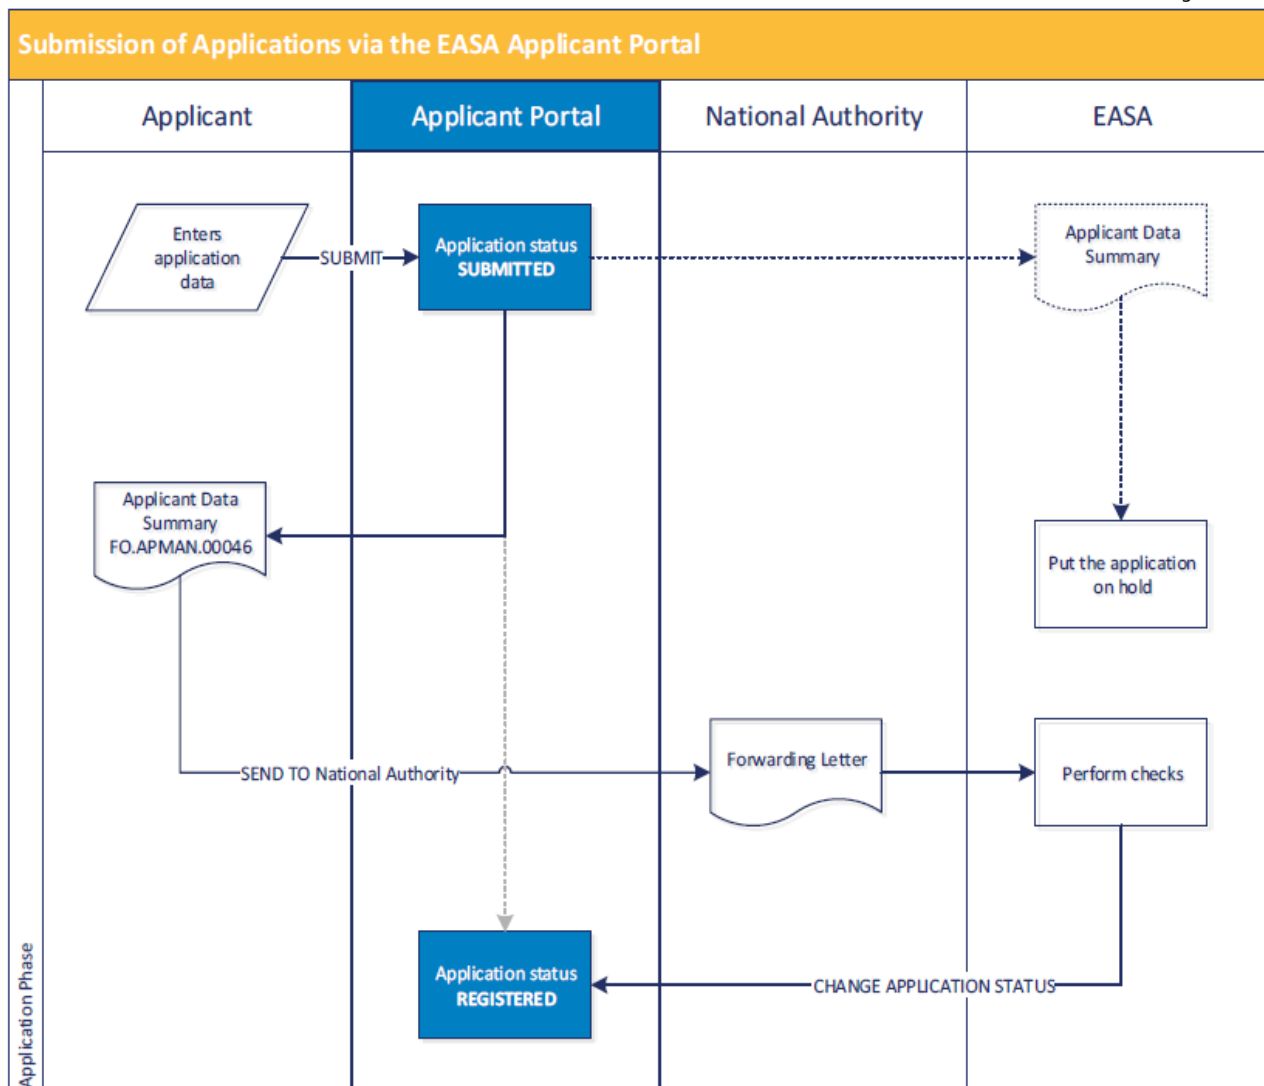 Submission of Applications via the EASA Applicant Portal
Applicant
Applicant Portal
National Authority
EASA
Enters
application
data
SUBMIT
Application status
SUBMITTED
Applicant Data
Summary
Applicant Data
Summary
FO.APMAN.00046
Put the application
on hold
SEND TO National Authority
Forwarding Letter
Perform checks
Application status
REGISTERED
CHANGE APPLICATION STATUS
Application Phase